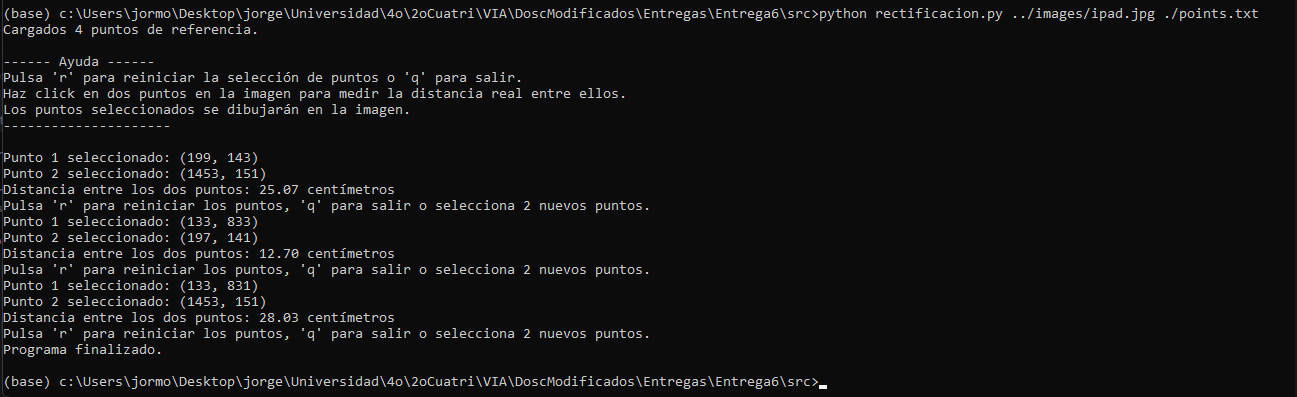 (base) c:\Users\jormo\Desktop\jorge\Universidad\4o\2oCuatri\VIA\DoscModificados\Entregas\Entrega6\src>python rectificacion.py ../images/ipad.jpg ./points.txt
Cargados 4 puntos de referencia.
------ Ayuda ------
Pulsa 'r' para reiniciar la selección de puntos o 'q' para salir.
Haz click en dos puntos en la imagen para medir la distancia real entre ellos.
Los puntos seleccionados se dibujarán en la imagen.
---------------------
Punto 1 seleccionado: (199, 143)
Punto 2 seleccionado: (1453, 151)
Distancia entre los dos puntos: 25.07 centímetros
Pulsa 'r' para reiniciar los puntos, 'q' para salir o selecciona 2 nuevos puntos.
Punto 1 seleccionado: (133, 833)
Punto 2 seleccionado: (197, 141)
Distancia entre los dos puntos: 12.70 centímetros
Pulsa 'r' para reiniciar los puntos, 'q' para salir o selecciona 2 nuevos puntos.
Punto 1 seleccionado: (133, 831)
Punto 2 seleccionado: (1453, 151)
Distancia entre los dos puntos: 28.03 centímetros
Pulsa 'r' para reiniciar los puntos, 'q' para salir o selecciona 2 nuevos puntos.
Programa finalizado.
(base) c:\Users\jormo\Desktop\jorge\Universidad\4o\2oCuatri\VIA\DoscModificados\Entregas\Entrega6\src>